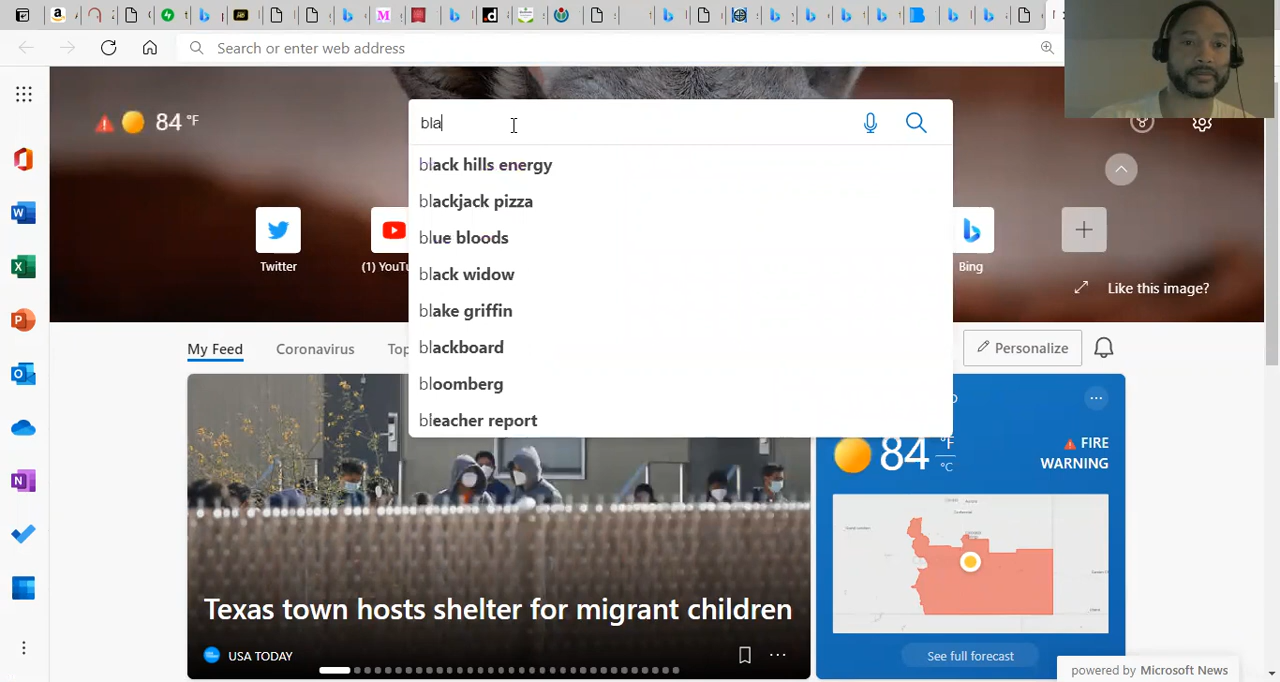 Search or enter web address
84 °F
bla
black hills energy
blackjack pizza
blue bloods
black widow
blake griffin
blackboard
bloomberg
bleacher report
Twitter
(1) YouTu
Bing
Like this image?
My Feed
Coronavirus
Top
Personalize
Texas town hosts shelter for migrant children
USA TODAY
84 °F
°C
FIRE
WARNING
See full forecast
powered by Microsoft News